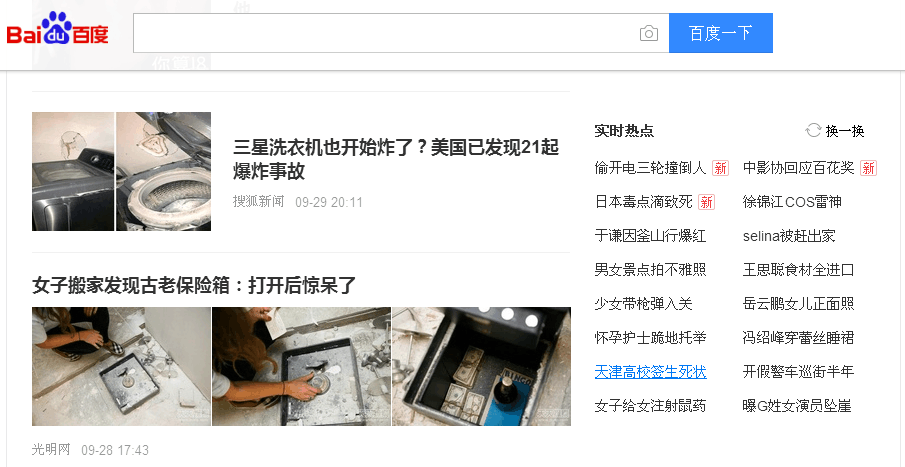 Bai du 百度
百度一下
三星洗衣机也开始炸了？美国已发现21起
爆炸事故
搜狐新闻 09-29 20:11
女子搬家发现古老保险箱：打开后惊呆了
光明网 09-28 17:43
实时热点 换一换
偷开电三轮撞倒人 新 中影协回应百花奖 新
日本毒点滴致死 新 徐锦江COS雷神
于谦因釜山行爆红 selina被赶出家
男女景点拍不雅照 王思聪食材全进口
少女带枪弹入关 岳云鹏女儿正面照
怀孕护士跪地托举 冯绍峰穿蕾丝睡裙
天津高校签生死状 开假警车巡街半年
女子给女注射鼠药 曝G姓女演员坠崖